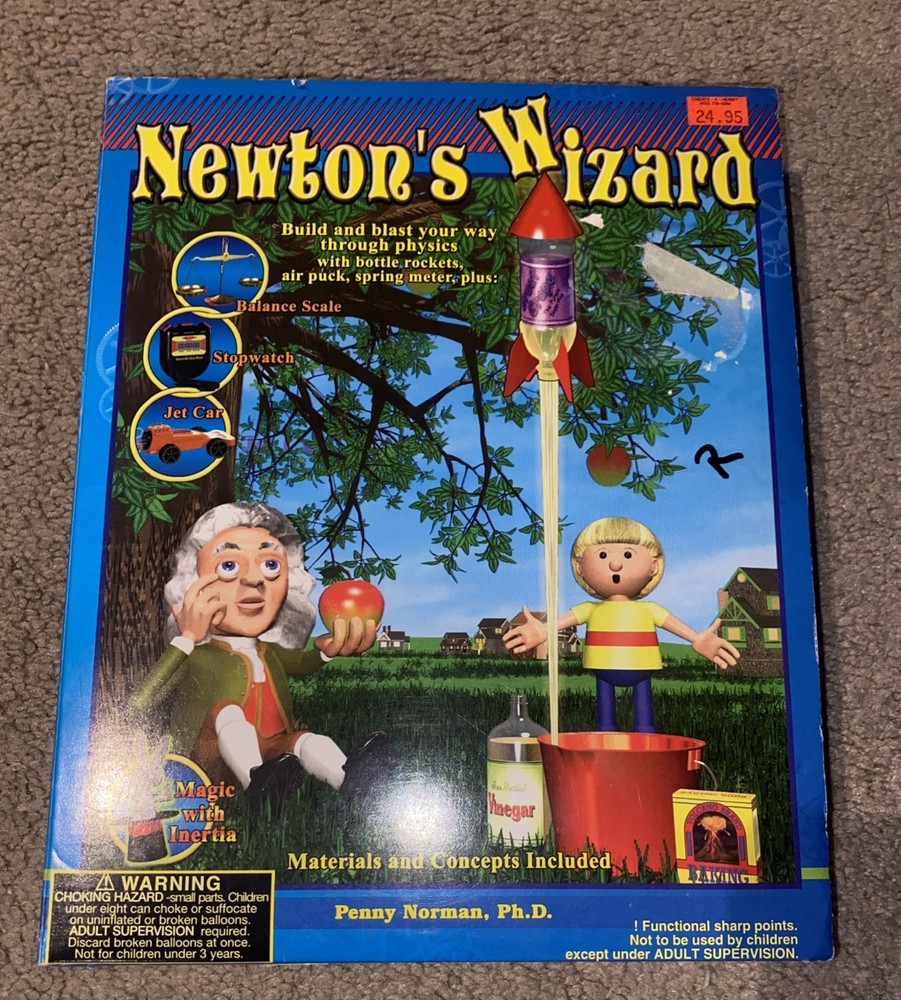 24.95
Newton's Wizard
Build and blast your way
through physics
with bottle rockets,
air puck, spring meter, plus:
Balance Scale
Stopwatch
Jet Car
R
Vinegar
BAKING
Magic
with
Inertia
Materials and Concepts Included
⚠ WARNING
CHOKING HAZARD -small parts. Children
under eight can choke or suffocate
on uninflated or broken balloons.
ADULT SUPERVISION required.
Discard broken balloons at once.
Not for children under 3 years.
Penny Norman, Ph.D.
! Functional sharp points.
Not to be used by children
except under ADULT SUPERVISION.